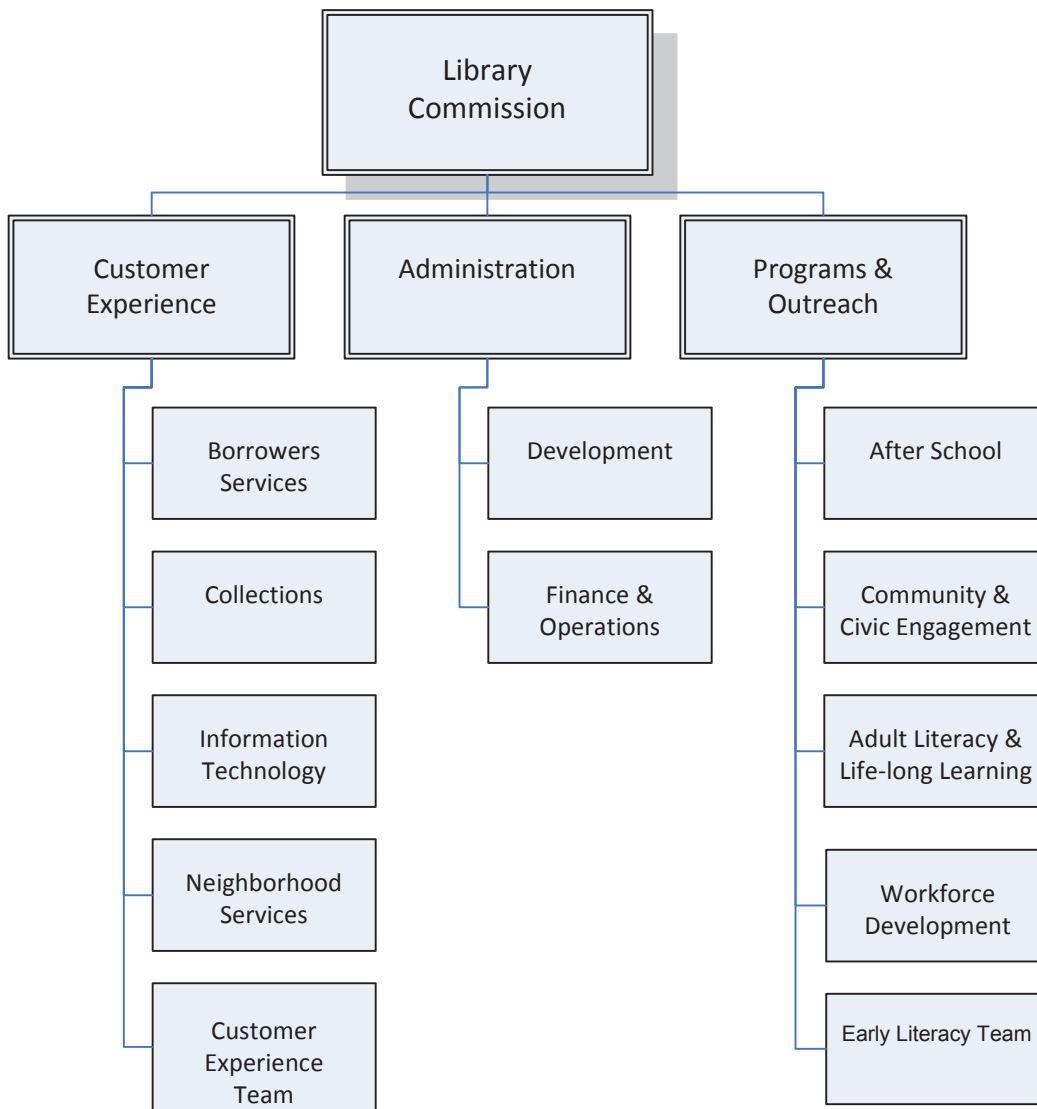 Library
Commission
Customer
Experience
Administration
Programs &
Outreach
Borrowers
Services
Collections
Information
Technology
Neighborhood
Services
Customer
Experience
Team
Development
Finance &
Operations
After School
Community &
Civic Engagement
Adult Literacy &
Life-long Learning
Workforce
Development
Early Literacy Team